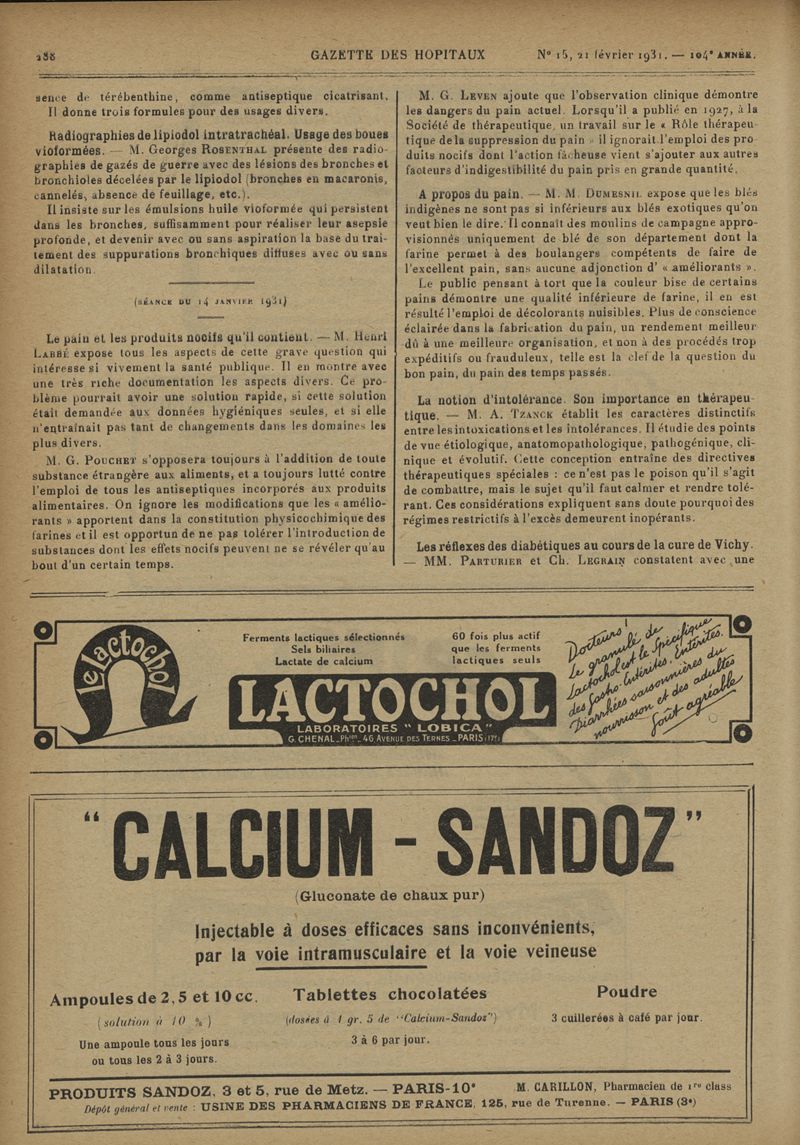 288
GAZETTE DES HOPITAUX
N° 15, 21 février 1931. — 104e ANNÉE.
sence de térébenthine, comme antiseptique cicatrisant.
Il donne trois formules pour des usages divers.
Radiographies de lipiodol intratrachéal. Usage des boues
vioformées. — M. Georges ROSENTHAL présente des radio-
graphies de gazés de guerre avec des lésions des bronches et
bronchioles décelées par le lipiodol (bronches en macaronis,
cannelés, absence de feuillage, etc.).
Il insiste sur les émulsions huile vioformée qui persistent
dans les bronches, suffisamment pour réaliser leur asepsie
profonde, et devenir avec ou sans aspiration la base du trai-
tement des suppurations bronchiques diffuses avec ou sans
dilatation.
(SÉANCE DU 14 JANVIER 1931)
Le pain et les produits nocifs qu'il contient. — M. Henri
LABBÉ expose tous les aspects de cette grave question qui
intéresse si vivement la santé publique. Il en montre avec
une très riche documentation les aspects divers. Ce pro-
blème pourrait avoir une solution rapide, si cette solution
était demandée aux données hygiéniques seules, et si elle
n'entraînait pas tant de changements dans les domaines les
plus divers.
M. G. POUCHET s'opposera toujours à l'addition de toute
substance étrangère aux aliments, et a toujours lutté contre
l'emploi de tous les antiseptiques incorporés aux produits
alimentaires. On ignore les modifications que les « amélio-
rants » apportent dans la constitution physicochimique des
farines et il est opportun de ne pas tolérer l'introduction de
substances dont les effets nocifs peuvent ne se révéler qu'au
bout d'un certain temps.
M. G. LEVEN ajoute que l'observation clinique démontre
les dangers du pain actuel. Lorsqu'il a publié en 1927, à la
Société de thérapeutique, un travail sur le « Rôle thérapeu-
tique de la suppression du pain » il ignorait l'emploi des pro-
duits nocifs dont l'action fâcheuse vient s'ajouter aux autres
facteurs d'indigestibilité du pain pris en grande quantité.
A propos du pain. — M. M. DUMESNIL expose que les blés
indigènes ne sont pas si inférieurs aux blés exotiques qu'on
veut bien le dire. Il connaît des moulins de campagne appro-
visionnés uniquement de blé de son département dont la
farine permet à des boulangers compétents de faire de
l'excellent pain, sans aucune adjonction d' « améliorants ».
Le public pensant à tort que la couleur bise de certains
pains démontre une qualité inférieure de farine, il en est
résulté l'emploi de décolorants nuisibles. Plus de conscience
éclairée dans la fabrication du pain, un rendement meilleur
dû à une meilleure organisation, et non à des procédés trop
expéditifs ou frauduleux, telle est la clef de la question du
bon pain, du pain des temps passés.
La notion d'intolérance. Son importance en thérapeu-
tique. — M. A. TZANCK établit les caractères distinctifs
entre les intoxications et les intolérances. Il étudie des points
de vue étiologique, anatomopathologique, pathogénique, cli-
nique et évolutif. Cette conception entraîne des directives
thérapeutiques spéciales : ce n'est pas le poison qu'il s'agit
de combattre, mais le sujet qu'il faut calmer et rendre tolé-
rant. Ces considérations expliquent sans doute pourquoi des
régimes restrictifs à l'excès demeurent inopérants.
Les réflexes des diabétiques au cours de la cure de Vichy.
— MM. PARTURIER et Ch. LEGRAIN constatent avec une
le lactochol
Ferments lactiques sélectionnés
Sels biliaires
Lactate de calcium
60 fois plus actif
que les ferments
lactiques seuls
LACTOCHOL
LABORATOIRES "LOBICA"
G. CHENAL_Phien_46, AVENUE DES TERNES_PARIS (17e)
Docteurs !
Le granulé de
Lactochol est le Spécifique
des Gastro-Entérites. Entérites.
Diarrhées saisonnières du
nourrisson et des adultes
Goût agréable
"CALCIUM - SANDOZ"
(Gluconate de chaux pur)
Injectable à doses efficaces sans inconvénients,
par la voie intramusculaire et la voie veineuse
Ampoules de 2, 5 et 10 cc.
(solution à 10 %)
Une ampoule tous les jours
ou tous les 2 à 3 jours.
Tablettes chocolatées
(dosées à 1 gr. 5 de "Calcium-Sandoz")
3 à 6 par jour.
Poudre
3 cuillerées à café par jour.
PRODUITS SANDOZ, 3 et 5, rue de Metz. — PARIS-10e M. CARILLON, Pharmacien de 1re class
Dépôt général et vente : USINE DES PHARMACIENS DE FRANCE, 125, rue de Turenne. — PARIS (3e)